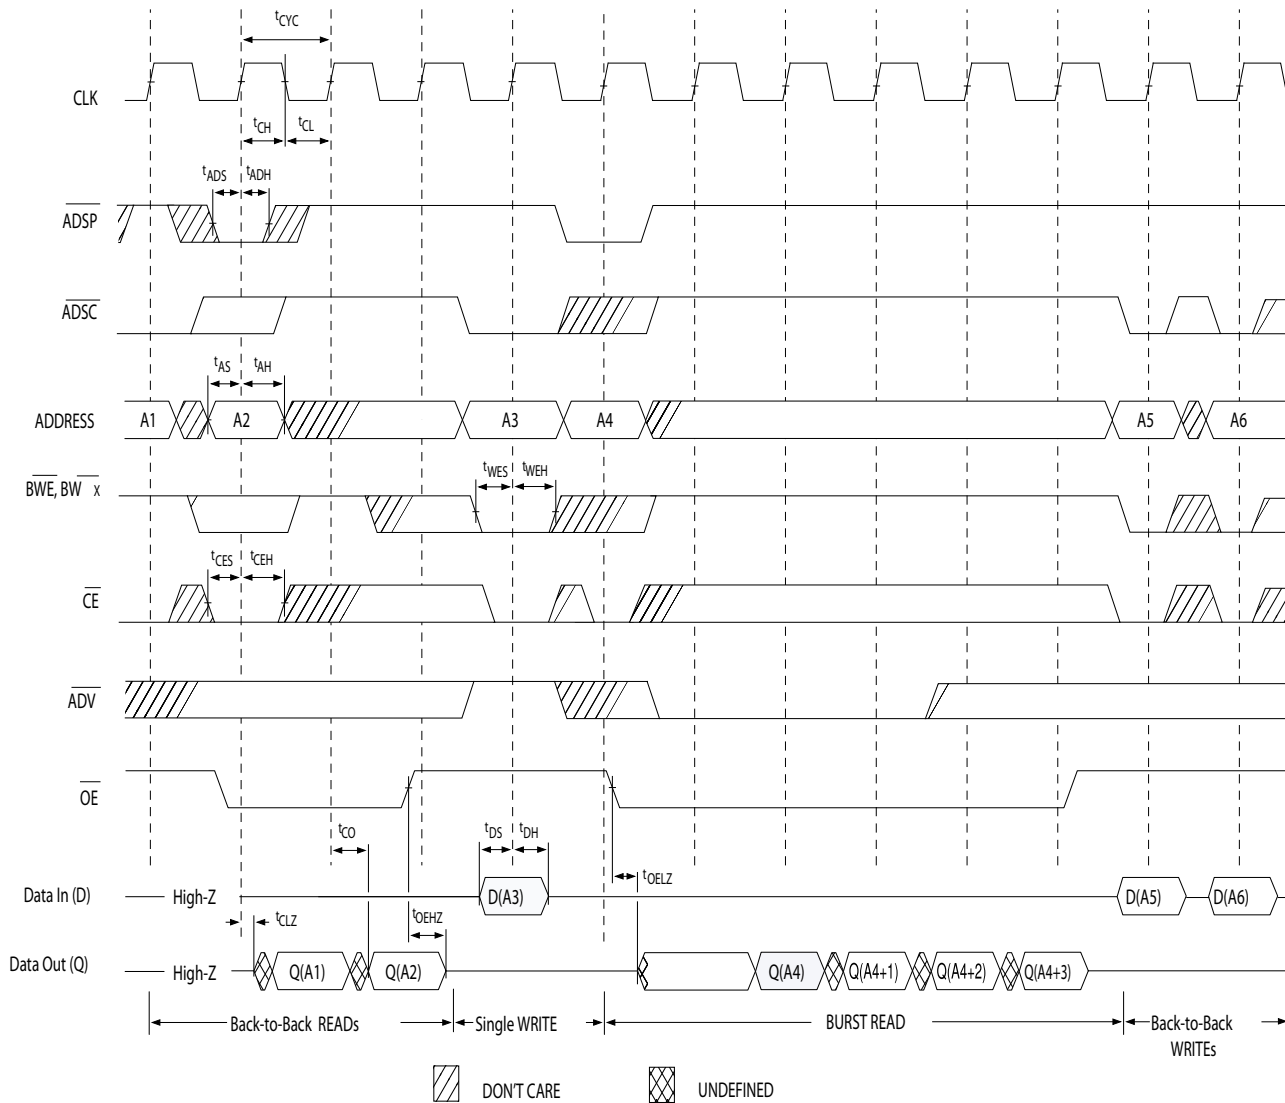 tCYC
CLK
tCH tCL
tADS tADH
ADSP
ADSC
tAS tAH
ADDRESS A1 A2 A3 A4 A5 A6
tWES tWEH
BWE, BW x
tCES tCEH
CE
ADV
OE
tCO tDS tDH
tOELZ
Data In (D) High-Z D(A3) D(A5) D(A6)
tCLZ tOEHZ
Data Out (Q) High-Z Q(A1) Q(A2) Q(A4) Q(A4+1) Q(A4+2) Q(A4+3)
Back-to-Back READs Single WRITE BURST READ Back-to-Back
WRITEs
DON'T CARE UNDEFINED